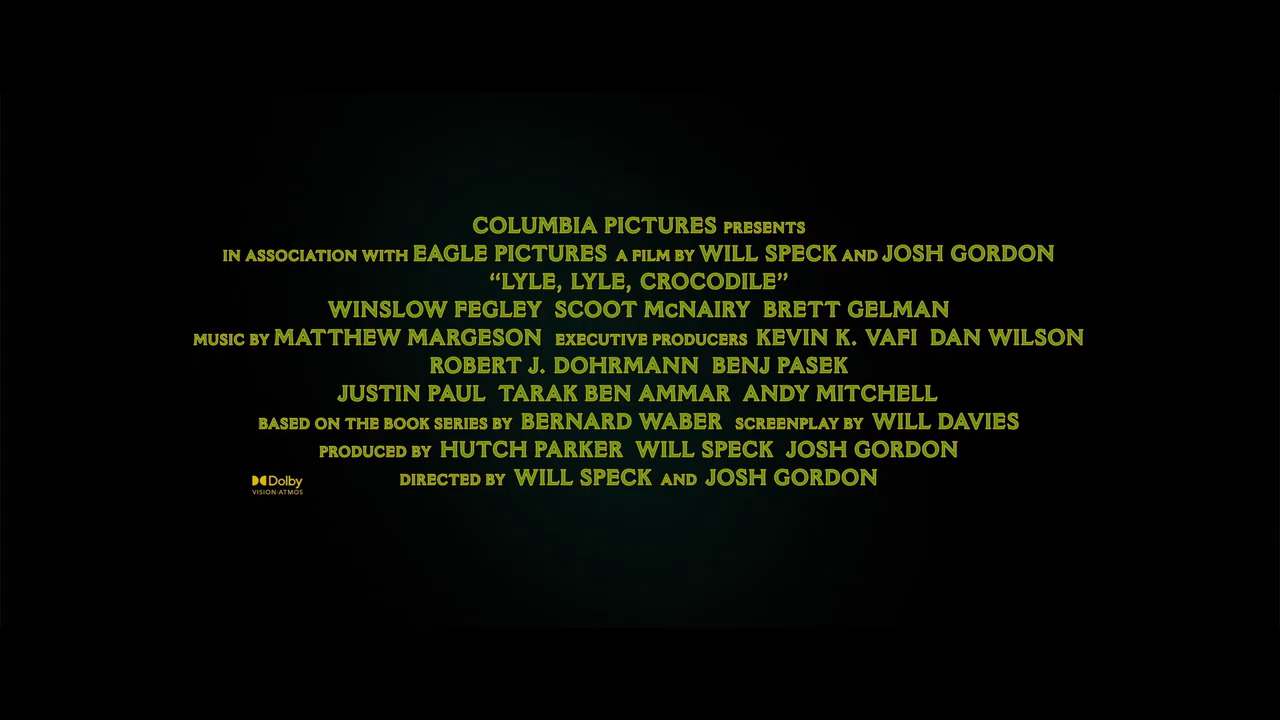 COLUMBIA PICTURES PRESENTS
IN ASSOCIATION WITH EAGLE PICTURES A FILM BY WILL SPECK AND JOSH GORDON
“LYLE, LYLE, CROCODILE”
WINSLOW FEGLEY SCOOT McNAIRY BRETT GELMAN
MUSIC BY MATTHEW MARGESON EXECUTIVE PRODUCERS KEVIN K. VAFI DAN WILSON
ROBERT J. DOHRMANN BENJ PASEK
JUSTIN PAUL TARAK BEN AMMAR ANDY MITCHELL
BASED ON THE BOOK SERIES BY BERNARD WABER SCREENPLAY BY WILL DAVIES
PRODUCED BY HUTCH PARKER WILL SPECK JOSH GORDON
DIRECTED BY WILL SPECK AND JOSH GORDON
Dolby
VISION·ATMOS